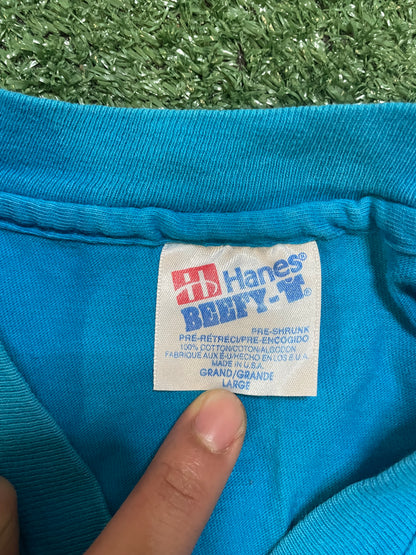 Hanes®
BEEFY-T®
PRE-SHRUNK
PRE-RÉTRÉCI/PRE-ENCOGIDO
100% COTTON/COTON/ALGODON
FABRIQUE AUX E-U/HECHO EN LOS E.U.A.
MADE IN U.S.A.
GRAND/GRANDE
LARGE